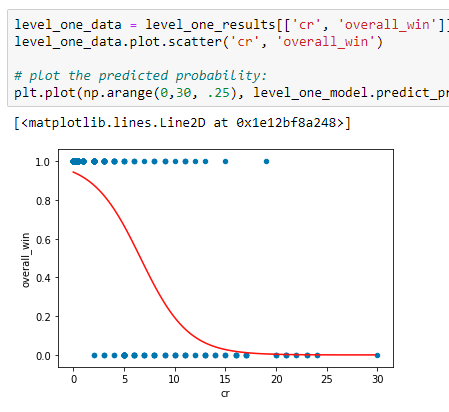 level_one_data = level_one_results[['cr', 'overall_win']]
level_one_data.plot.scatter('cr', 'overall_win')
# plot the predicted probability:
plt.plot(np.arange(0,30, .25), level_one_model.predict_pr
[<matplotlib.lines.Line2D at 0x1e12bf8a248>]
1.0
0.8
0.6
0.4
0.2
0.0
overall_win
0 5 10 15 20 25 30
cr